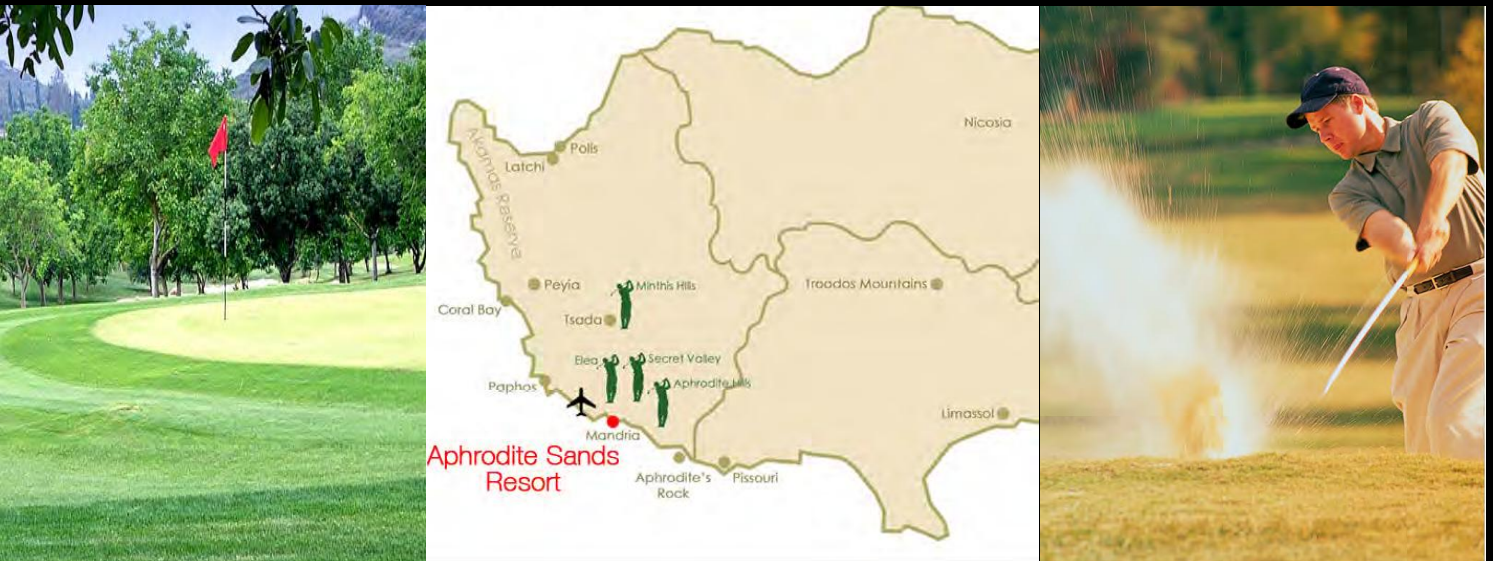 Nicosia
Polis
Latchi
Akamas Reserve
Peyia
Minthis Hills
Troodos Mountains
Coral Bay
Tsada
Elea
Secret Valley
Paphos
Aphrodite Hills
Limassol
Mandria
Aphrodite Sands
Resort
Aphrodite's
Rock
Pissouri